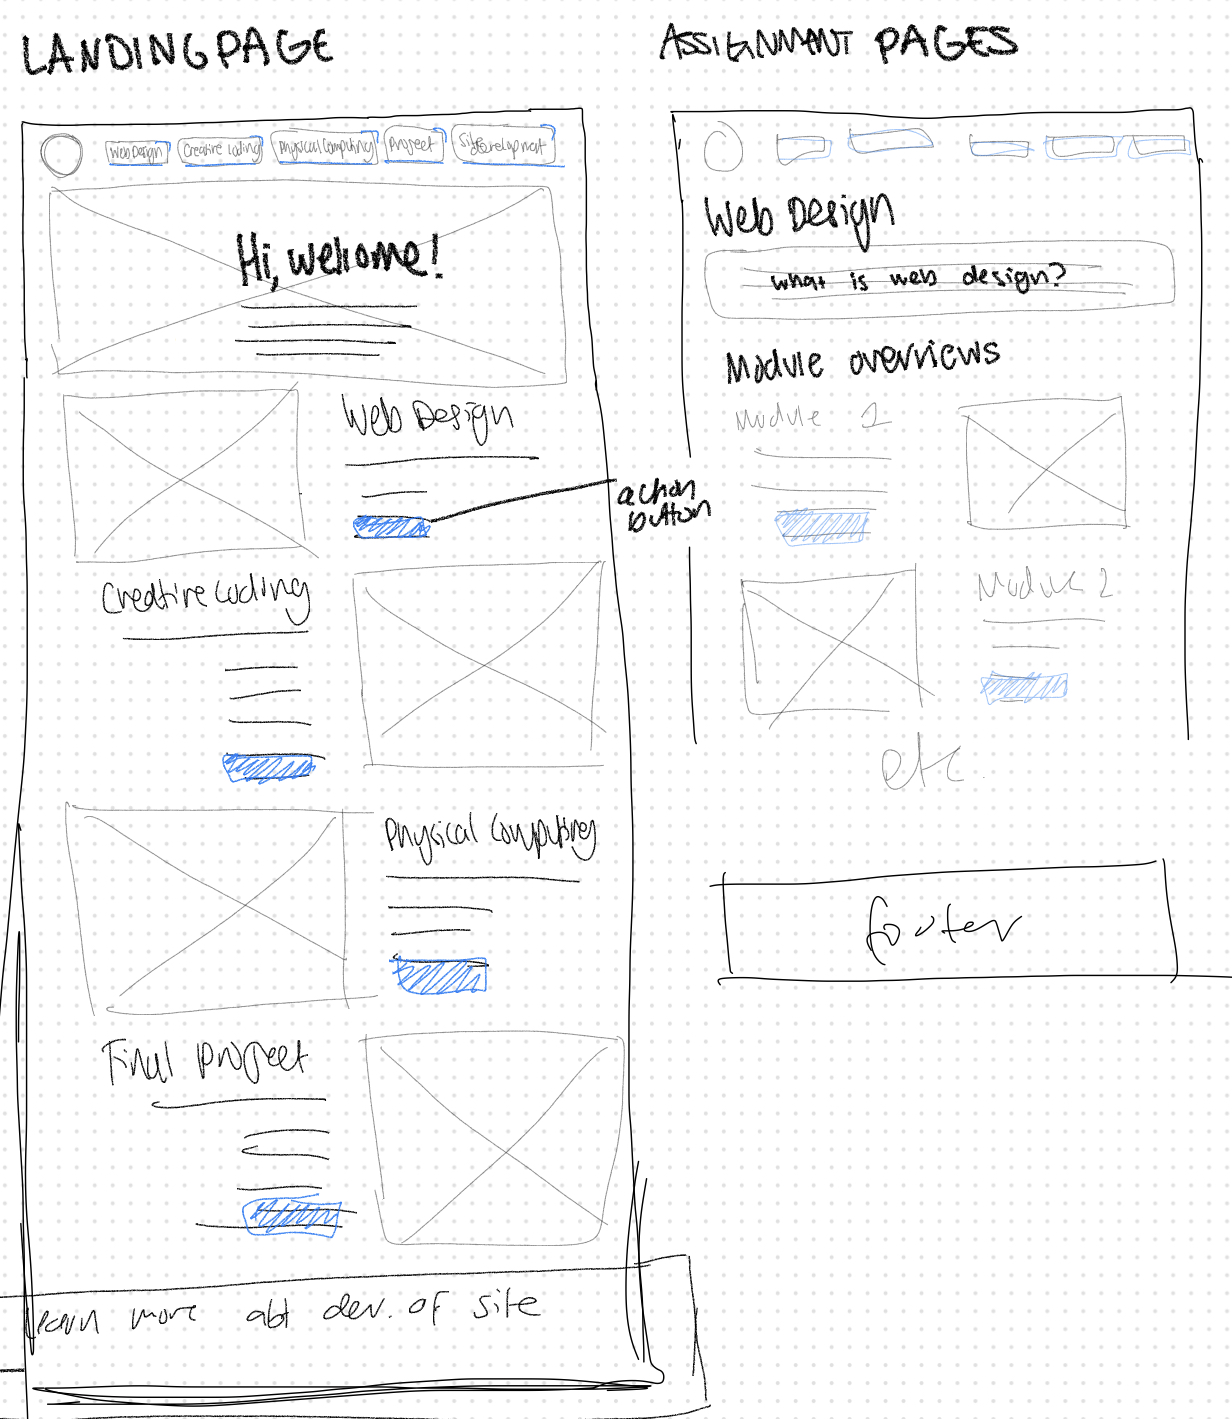 LANDING PAGE
Web Design
Creative Coding
Physical Computing
Project
Site Development
Hi, welcome!
Web Design
action
button
Creative Coding
Physical Computing
Final Project
learn more abt dev. of site
ASSIGNMENT PAGES
Web Design
what is web design?
Module overviews
Module 1
Module 2
etc.
footer